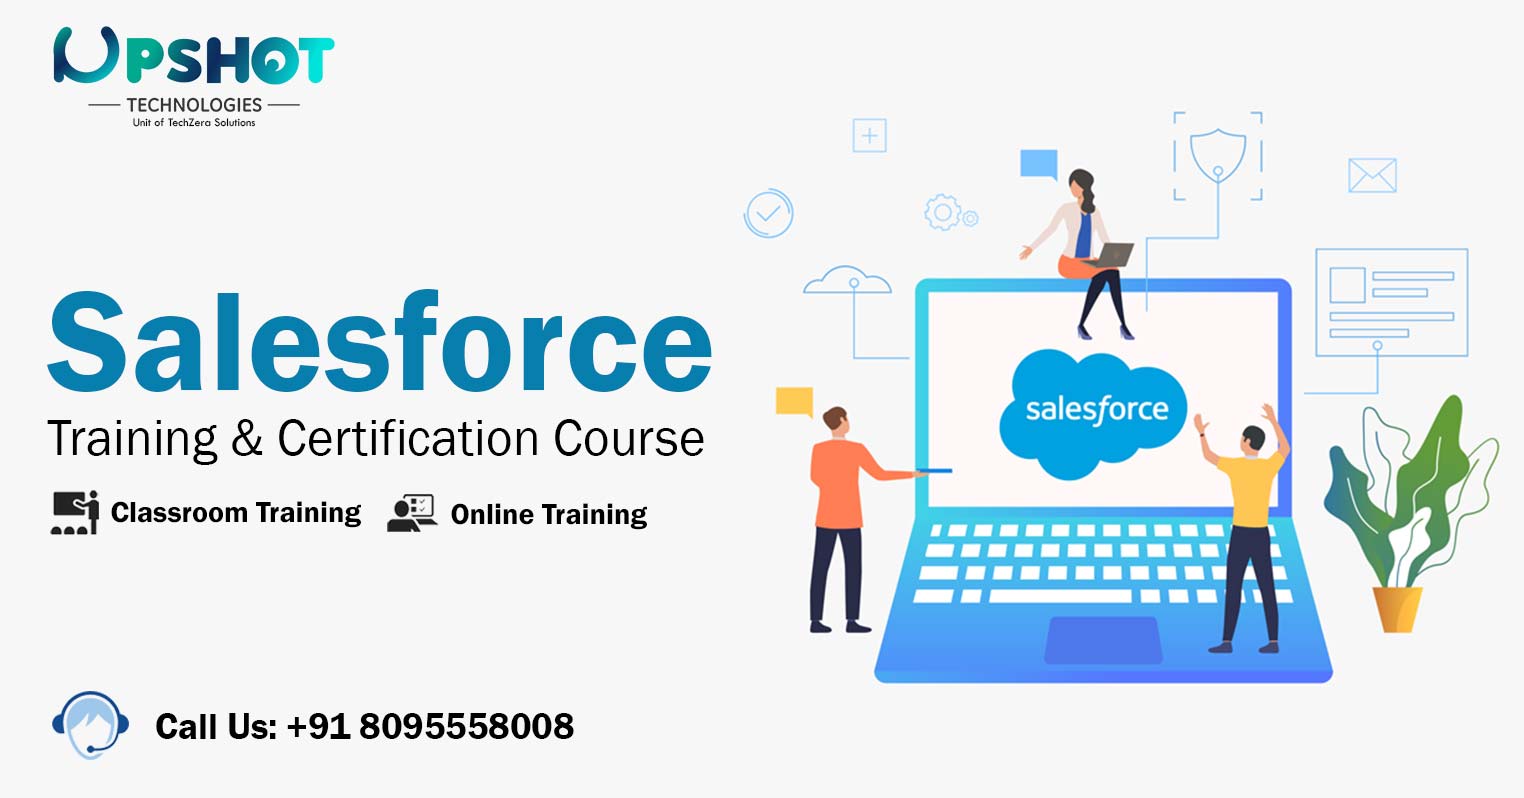 UPSHOT
TECHNOLOGIES
Unit of TechZera Solutions
Salesforce
Training & Certification Course
Classroom Training
Online Training
Call Us: +91 8095558008
salesforce